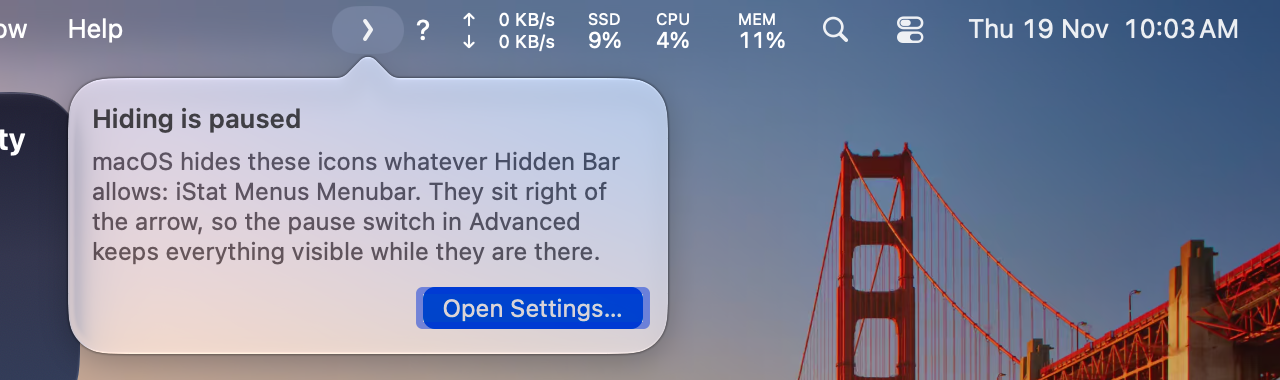 ow Help › ? ↑ 0 KB/s SSD CPU MEM
↓ 0 KB/s 9% 4% 11% Thu 19 Nov 10:03 AM
ty
Hiding is paused
macOS hides these icons whatever Hidden Bar
allows: iStat Menus Menubar. They sit right of
the arrow, so the pause switch in Advanced
keeps everything visible while they are there.
Open Settings...